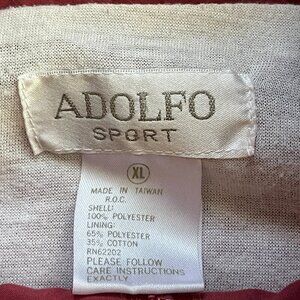 ADOLFO
SPORT
XL
MADE IN TAIWAN
R.O.C.
SHELL:
100% POLYESTER
LINING:
65% POLYESTER
35% COTTON
RN62202
PLEASE FOLLOW
CARE INSTRUCTIONS
EXACTLY